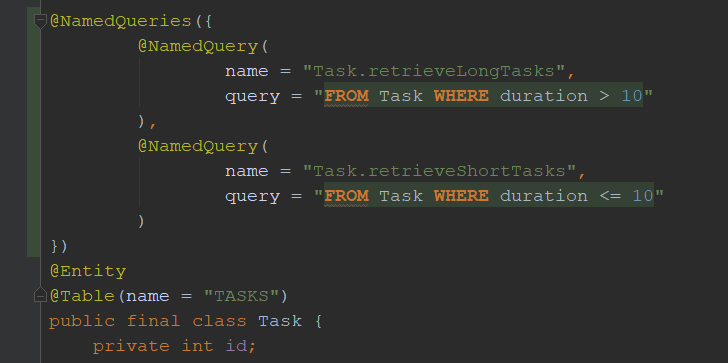 @NamedQueries({
        @NamedQuery(
                name = "Task.retrieveLongTasks",
                query = "FROM Task WHERE duration > 10"
        ),
        @NamedQuery(
                name = "Task.retrieveShortTasks",
                query = "FROM Task WHERE duration <= 10"
        )
})
@Entity
@Table(name = "TASKS")
public final class Task {
    private int id;